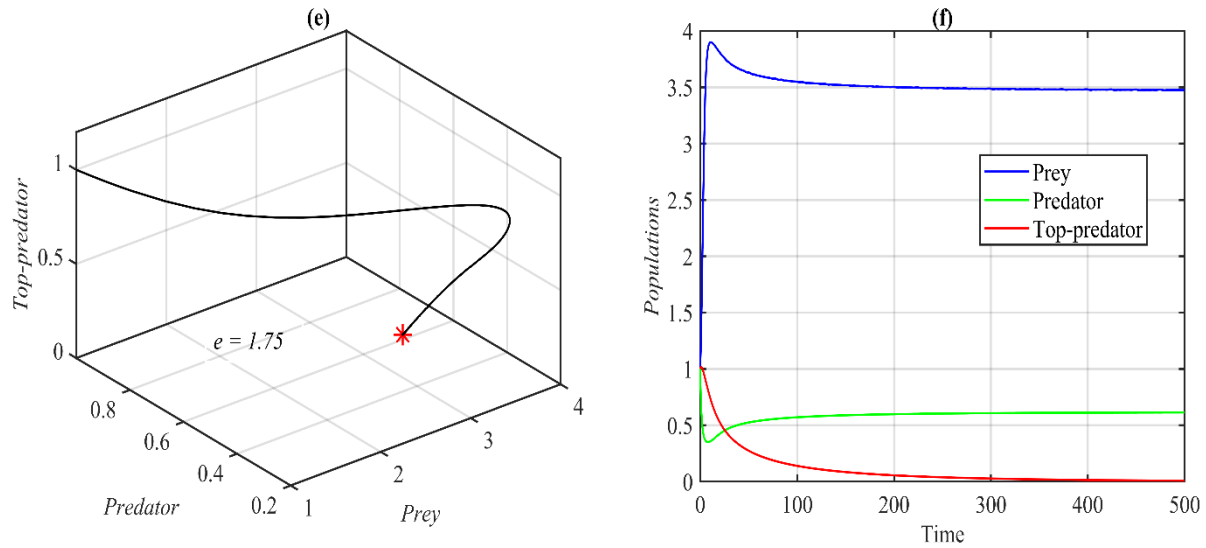 (e)
Top-predator
1
0.5
0
e = 1.75
0.8
0.6
0.4
0.2
Predator
1
2
3
4
Prey
(f)
Populations
4
3.5
3
2.5
2
1.5
1
0.5
0
Prey
Predator
Top-predator
0 100 200 300 400 500
Time